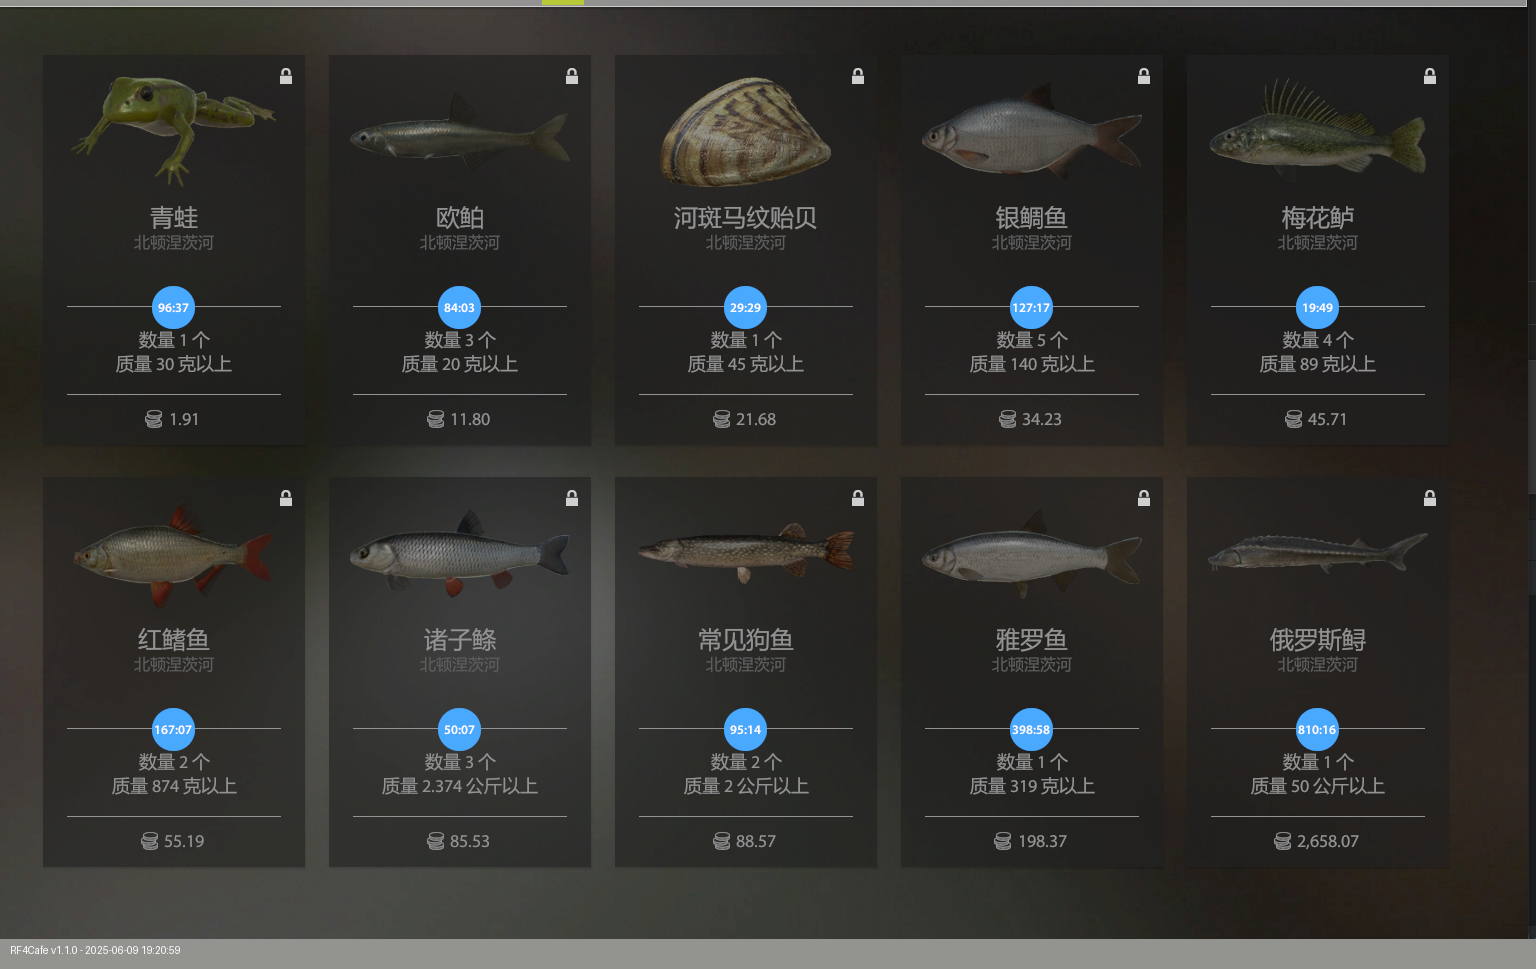 青蛙
北顿涅茨河
96:37
数量 1 个
质量 30 克以上
1.91
欧鲌
北顿涅茨河
84:03
数量 3 个
质量 20 克以上
11.80
河斑马纹贻贝
北顿涅茨河
29:29
数量 1 个
质量 45 克以上
21.68
银鲷鱼
北顿涅茨河
127:17
数量 5 个
质量 140 克以上
34.23
梅花鲈
北顿涅茨河
19:49
数量 4 个
质量 89 克以上
45.71
红鳍鱼
北顿涅茨河
167:07
数量 2 个
质量 874 克以上
55.19
诸子鲦
北顿涅茨河
50:07
数量 3 个
质量 2.374 公斤以上
85.53
常见狗鱼
北顿涅茨河
95:14
数量 2 个
质量 2 公斤以上
88.57
雅罗鱼
北顿涅茨河
398:58
数量 1 个
质量 319 克以上
198.37
俄罗斯鲟
北顿涅茨河
810:16
数量 1 个
质量 50 公斤以上
2,658.07
RF4Cafe v1.1.0 - 2025-06-09 19:20:59